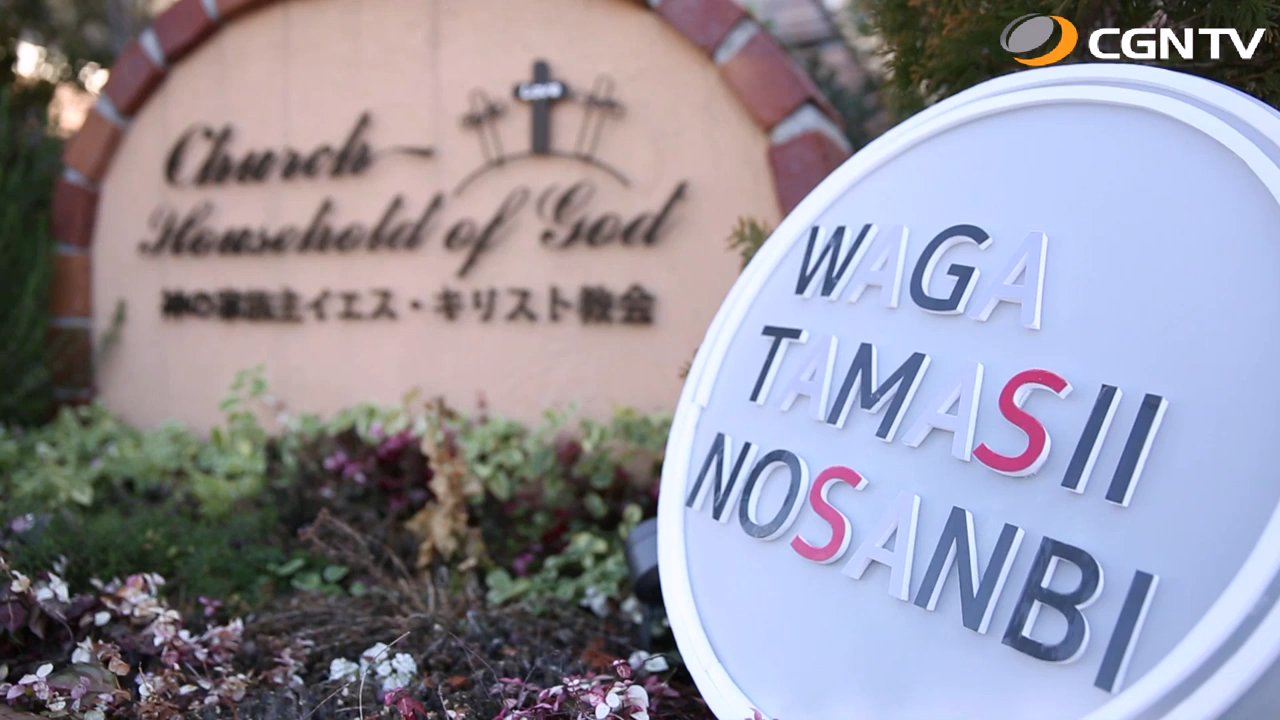 CGNTV
Church
Household of God
神の家族主イエス・キリスト教会
WAGA
TAMASII
NOSANBI